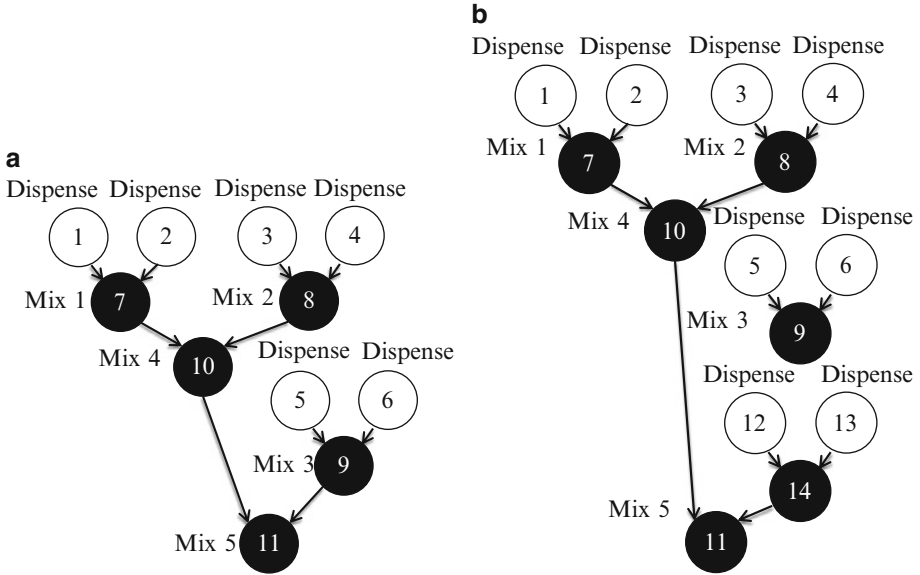 a
Dispense Dispense Dispense Dispense
1 2 3 4
Mix 1 7 Mix 2 8
Mix 4 10
Dispense Dispense
5 6
Mix 3 9
Mix 5 11
b
Dispense Dispense Dispense Dispense
1 2 3 4
Mix 1 7 Mix 2 8
Mix 4 10
Dispense Dispense
5 6
Mix 3 9
Dispense Dispense
12 13
14
Mix 5 11